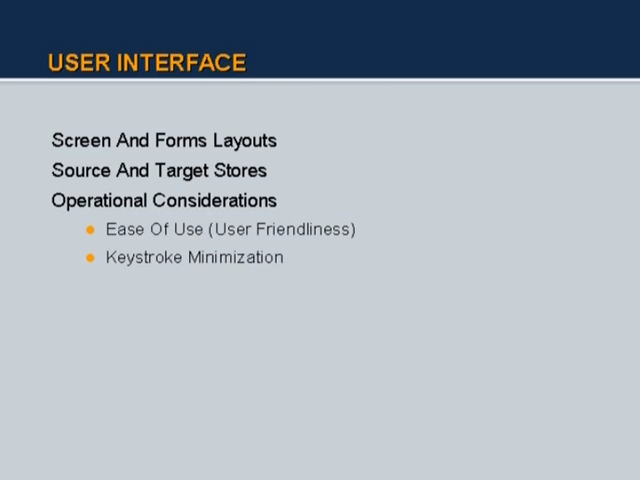 USER INTERFACE
Screen And Forms Layouts
Source And Target Stores
Operational Considerations
Ease Of Use (User Friendliness)
Keystroke Minimization